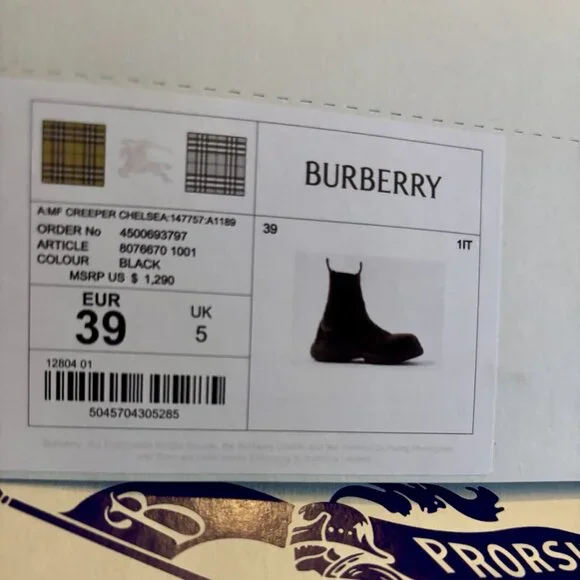 BURBERRY
A:MF CREEPER CHELSEA:147757:A1189
ORDER No 4500693797
ARTICLE 8076670 1001
COLOUR BLACK
MSRP US $ 1,290
EUR
39
UK
5
39
1IT
12804 01
5045704305285
B
PRORSU